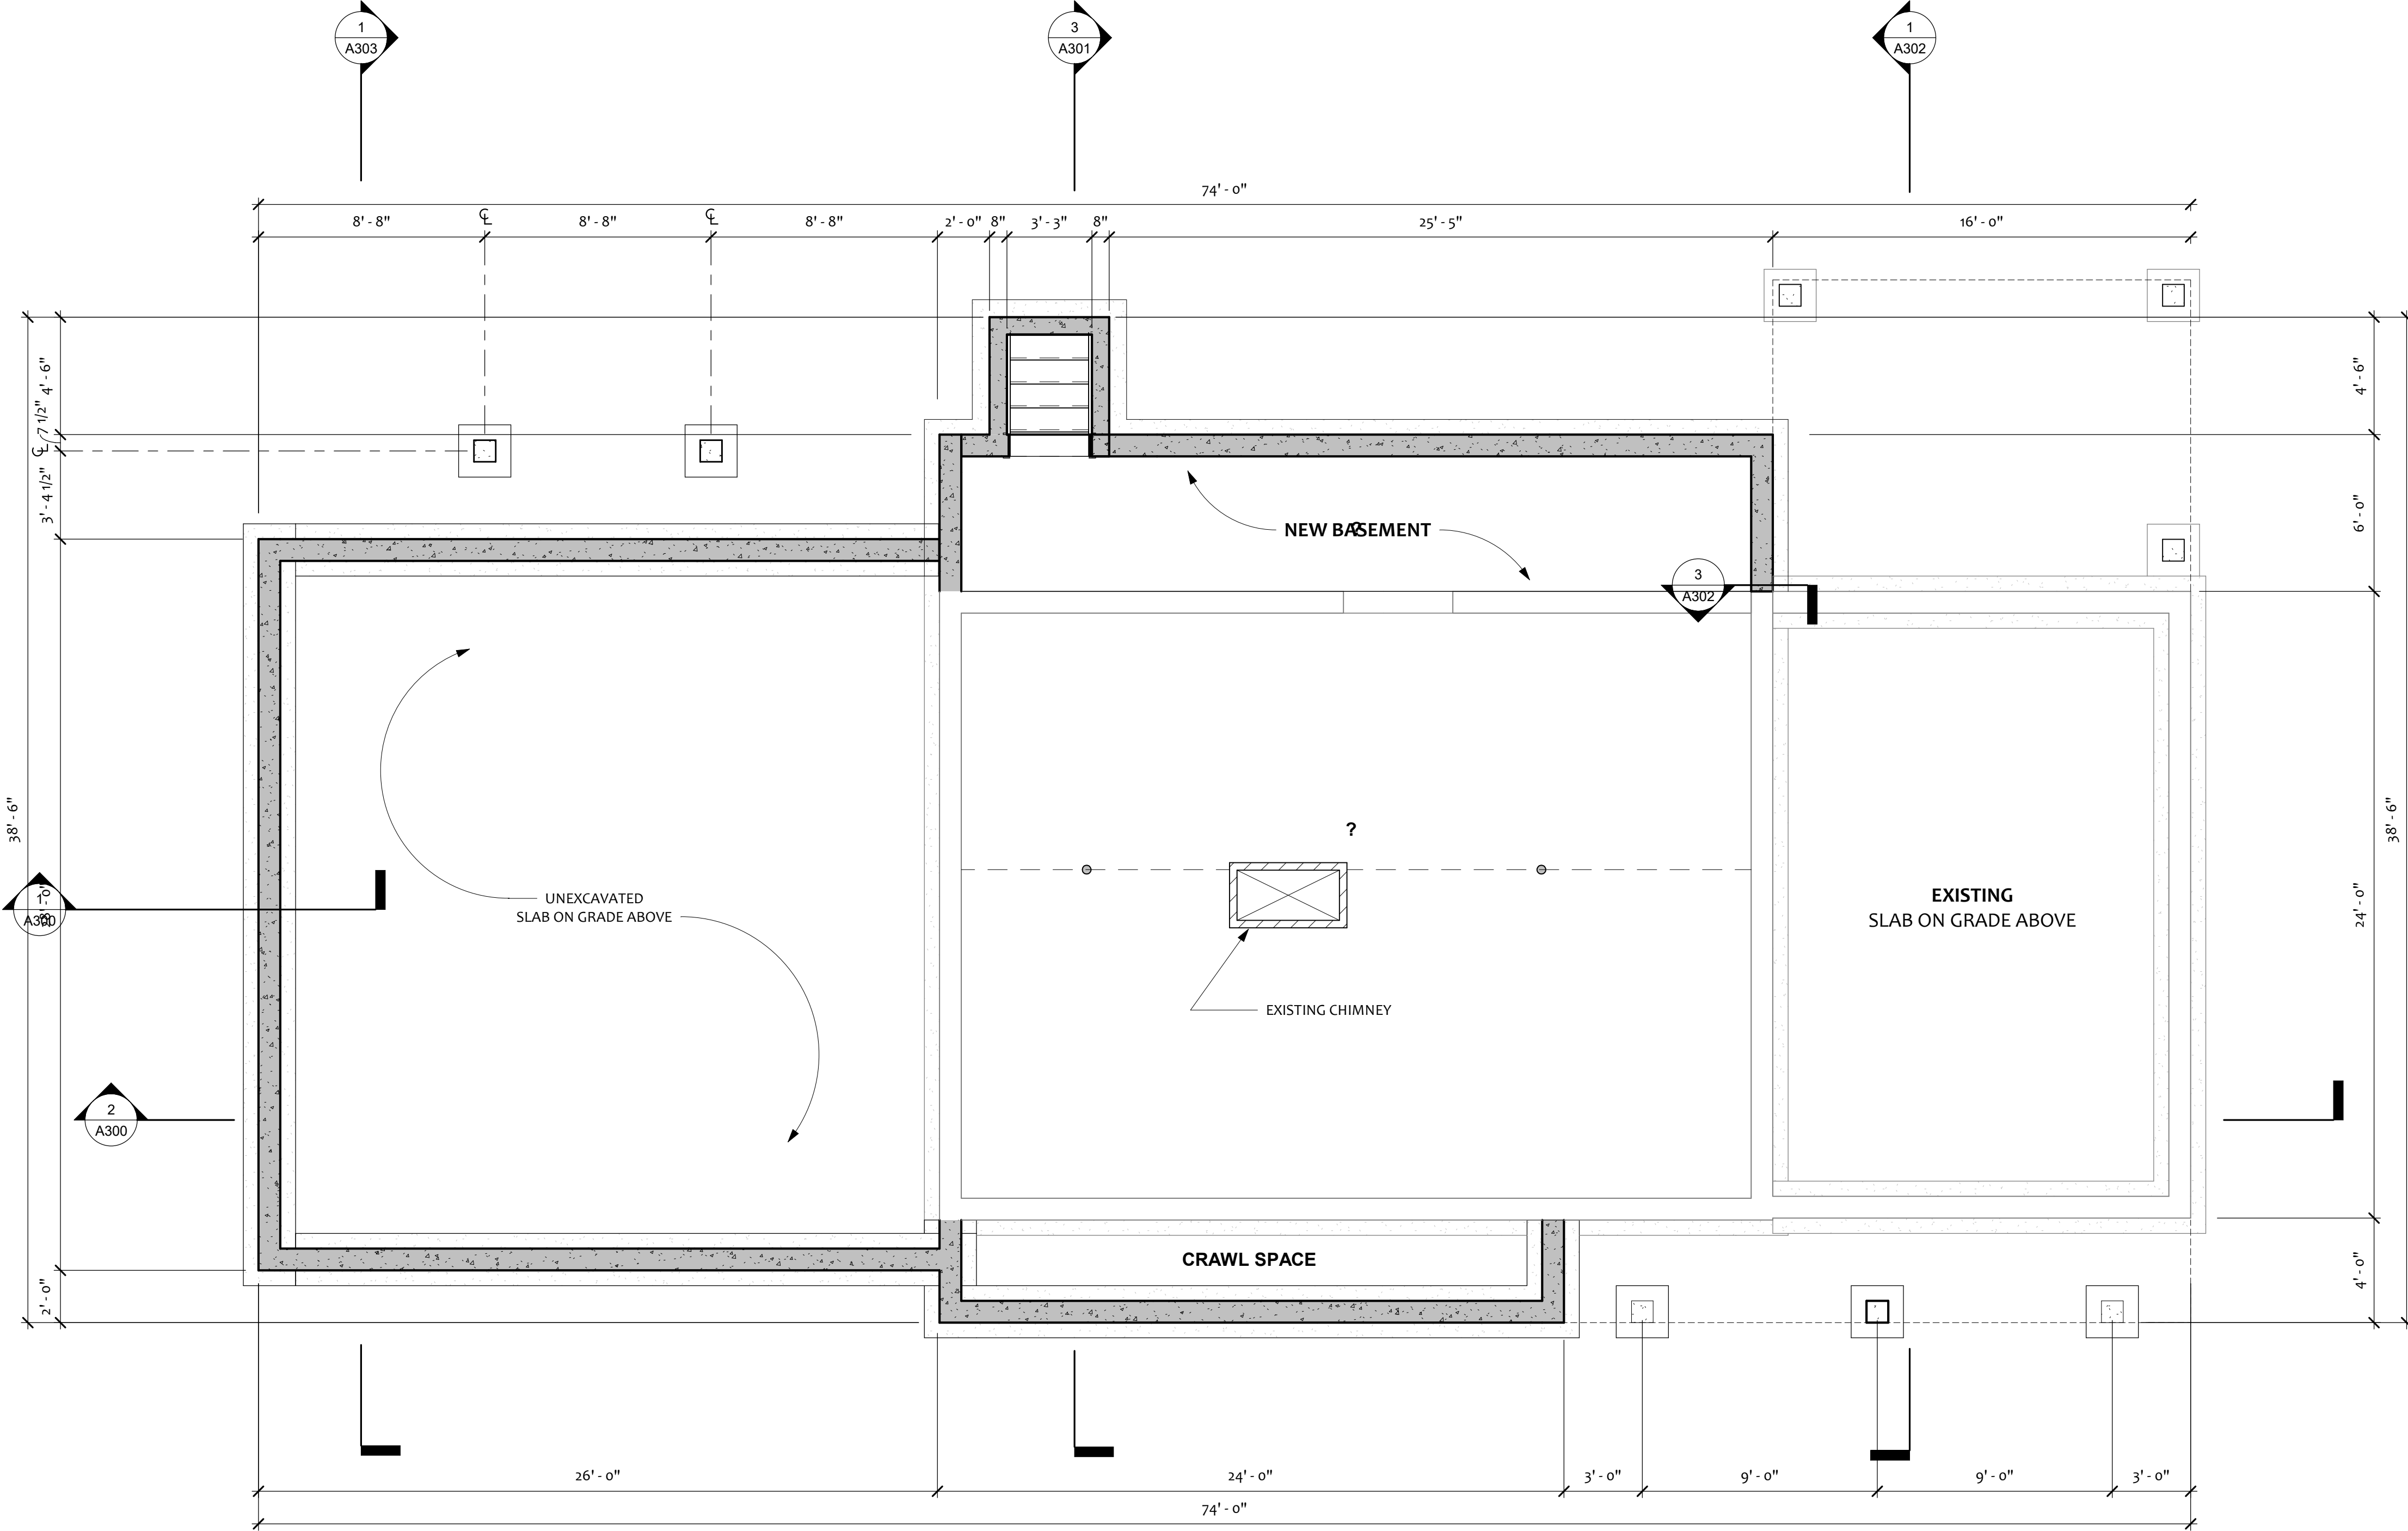 1
A303
3
A301
1
A302
74' - 0"
8' - 8"
8' - 8"
8' - 8"
2' - 0"
8"
3' - 3"
8"
25' - 5"
16' - 0"
4' - 6"
7 1/2"
3' - 4 1/2"
4' - 6"
6' - 0"
NEW BASEMENT
?
3
A302
38' - 6"
38' - 6"
?
1
A300
UNEXCAVATED
SLAB ON GRADE ABOVE
EXISTING
SLAB ON GRADE ABOVE
24' - 0"
EXISTING CHIMNEY
2
A300
CRAWL SPACE
2' - 0"
4' - 0"
26' - 0"
24' - 0"
3' - 0"
9' - 0"
9' - 0"
3' - 0"
74' - 0"